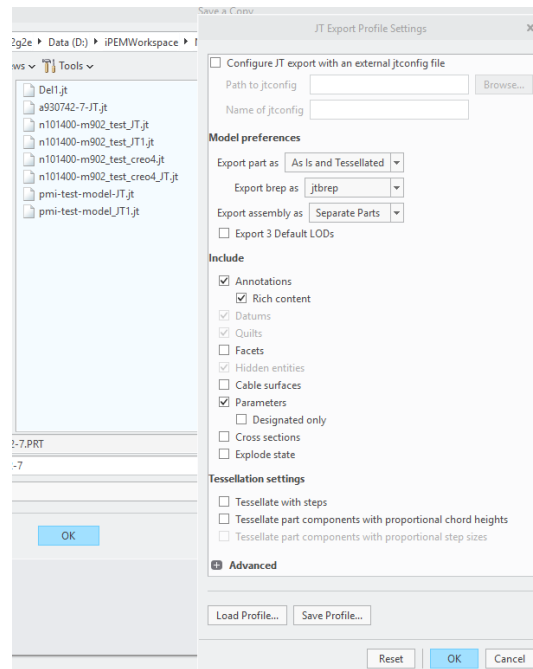 Save a Copy
2g2e ▸ Data (D:) ▸ iPEMWorkspace ▸
ws Tools
Del1.jt
a930742-7-JT.jt
n101400-m902_test_JT.jt
n101400-m902_test_JT1.jt
n101400-m902_test_creo4.jt
n101400-m902_test_creo4_JT.jt
pmi-test-model-JT.jt
pmi-test-model_JT1.jt
2-7.PRT
-7
OK
JT Export Profile Settings
Configure JT export with an external jtconfig file
Path to jtconfig Browse...
Name of jtconfig
Model preferences
Export part as As Is and Tessellated
Export brep as jtbrep
Export assembly as Separate Parts
Export 3 Default LODs
Include
Annotations
Rich content
Datums
Quilts
Facets
Hidden entities
Cable surfaces
Parameters
Designated only
Cross sections
Explode state
Tessellation settings
Tessellate with steps
Tessellate part components with proportional chord heights
Tessellate part components with proportional step sizes
Advanced
Load Profile... Save Profile...
Reset OK Cancel